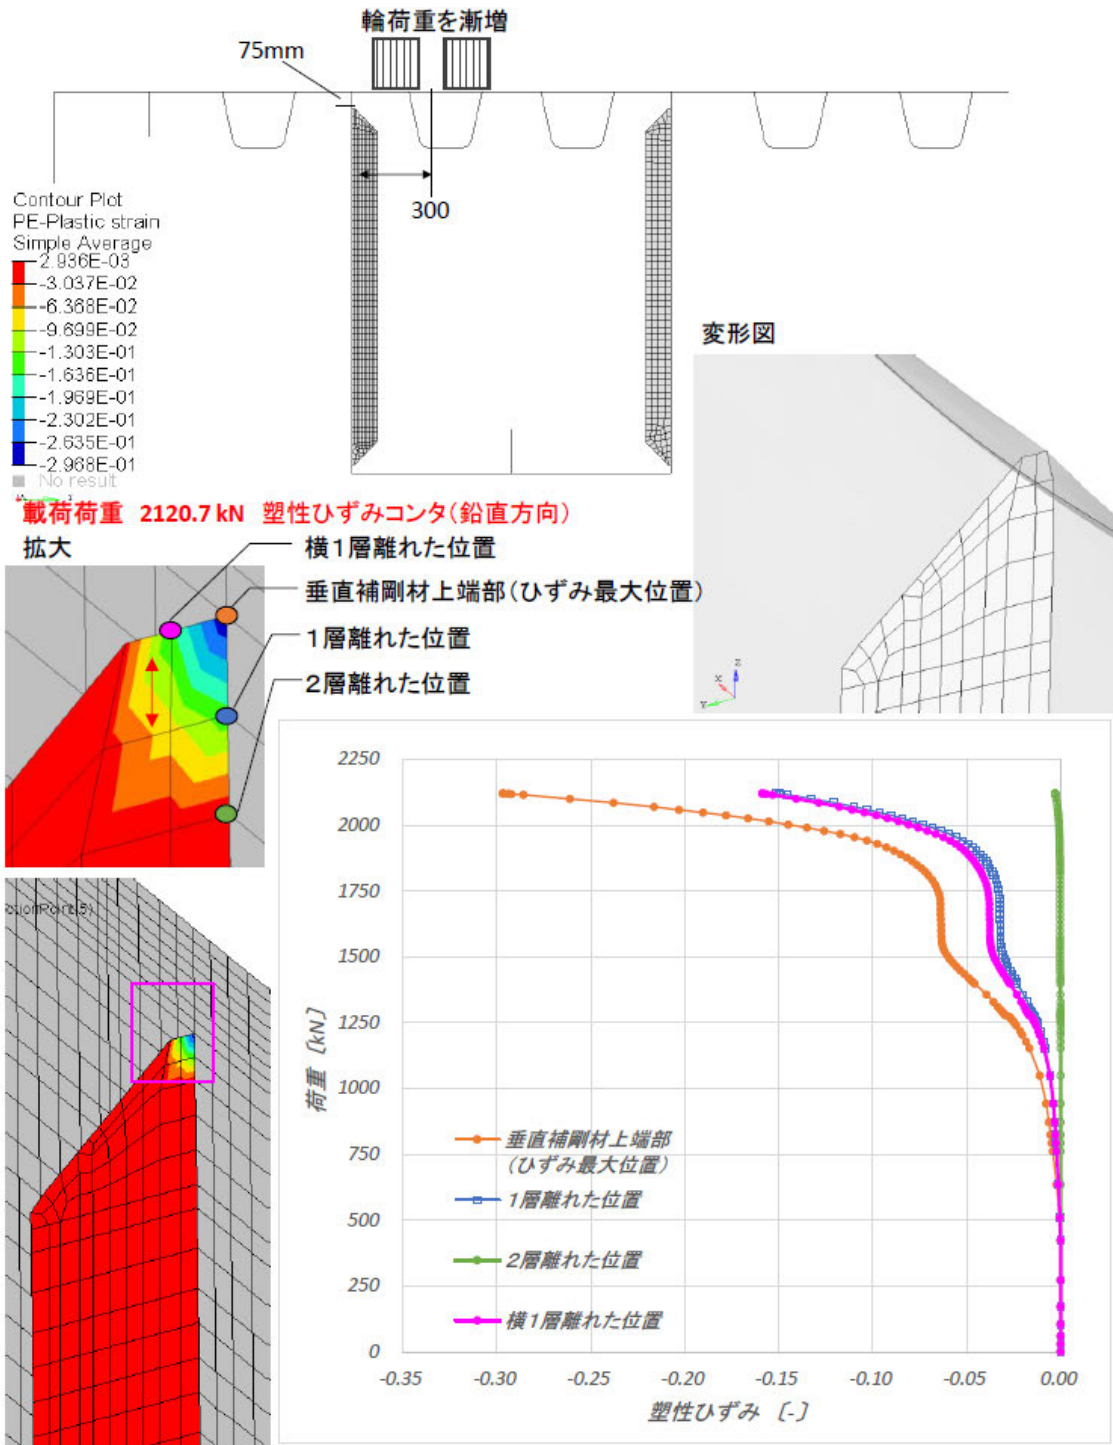 輪荷重を漸増
75mm
300
Contour Plot
PE-Plastic strain
Simple Average
2.936E-03
-3.037E-02
-6.368E-02
-9.699E-02
-1.303E-01
-1.636E-01
-1.969E-01
-2.302E-01
-2.635E-01
-2.968E-01
No result
変形図
載荷荷重 2120.7 kN 塑性ひずみコンタ(鉛直方向)
拡大
横1層離れた位置
垂直補剛材上端部(ひずみ最大位置)
1層離れた位置
2層離れた位置
Z
X
Y
2250
2000
1750
1500
1250
1000
750
500
250
0
荷重 [kN]
垂直補剛材上端部
(ひずみ最大位置)
1層離れた位置
2層離れた位置
横1層離れた位置
-0.35
-0.30
-0.25
-0.20
-0.15
-0.10
-0.05
0.00
塑性ひずみ [-]